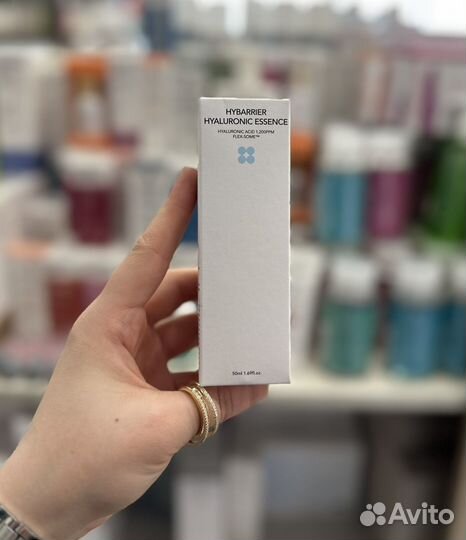 HYBARRIER
HYALURONIC ESSENCE
HYALURONIC ACID 1,200PPM
FLEX-SOME™
50ml 1.69fl.oz
Avito